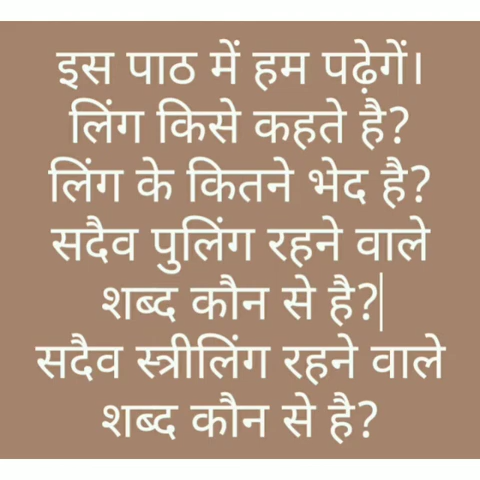 इस पाठ में हम पढ़ेगें।
लिंग किसे कहते है?
लिंग के कितने भेद है?
सदैव पुलिंग रहने वाले
शब्द कौन से है?
सदैव स्त्रीलिंग रहने वाले
शब्द कौन से है?